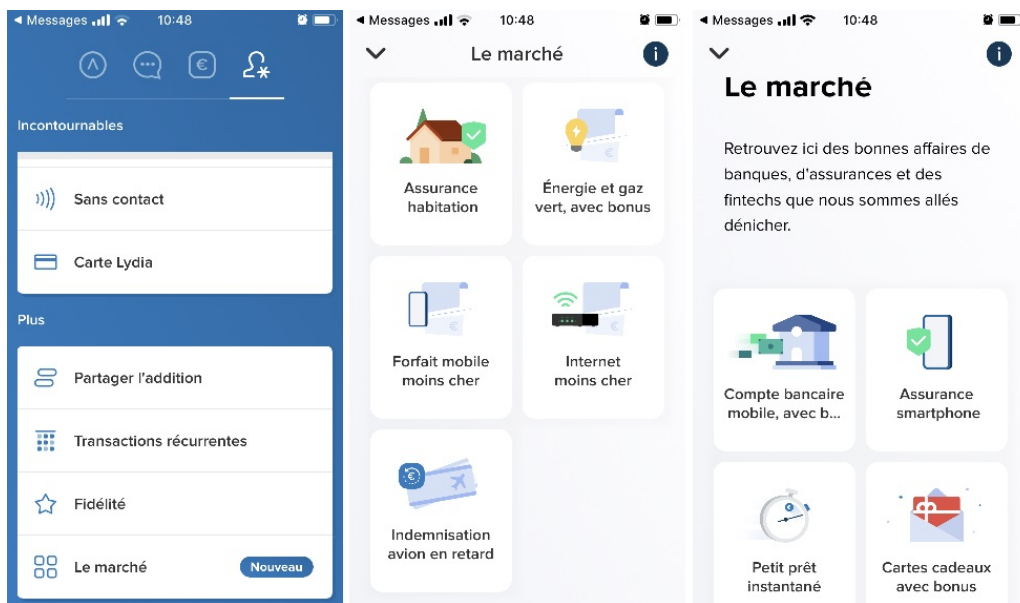 Messages
10:48
Incontournables
Sans contact
Carte Lydia
Plus
Partager l'addition
Transactions récurrentes
Fidélité
Le marché
Nouveau
Messages
10:48
Le marché
Assurance
habitation
Énergie et gaz
vert, avec bonus
Forfait mobile
moins cher
Internet
moins cher
Indemnisation
avion en retard
Messages
10:48
Le marché
Retrouvez ici des bonnes affaires de
banques, d'assurances et des
fintechs que nous sommes allés
dénicher.
Compte bancaire
mobile, avec b...
Assurance
smartphone
Petit prêt
instantané
Cartes cadeaux
avec bonus